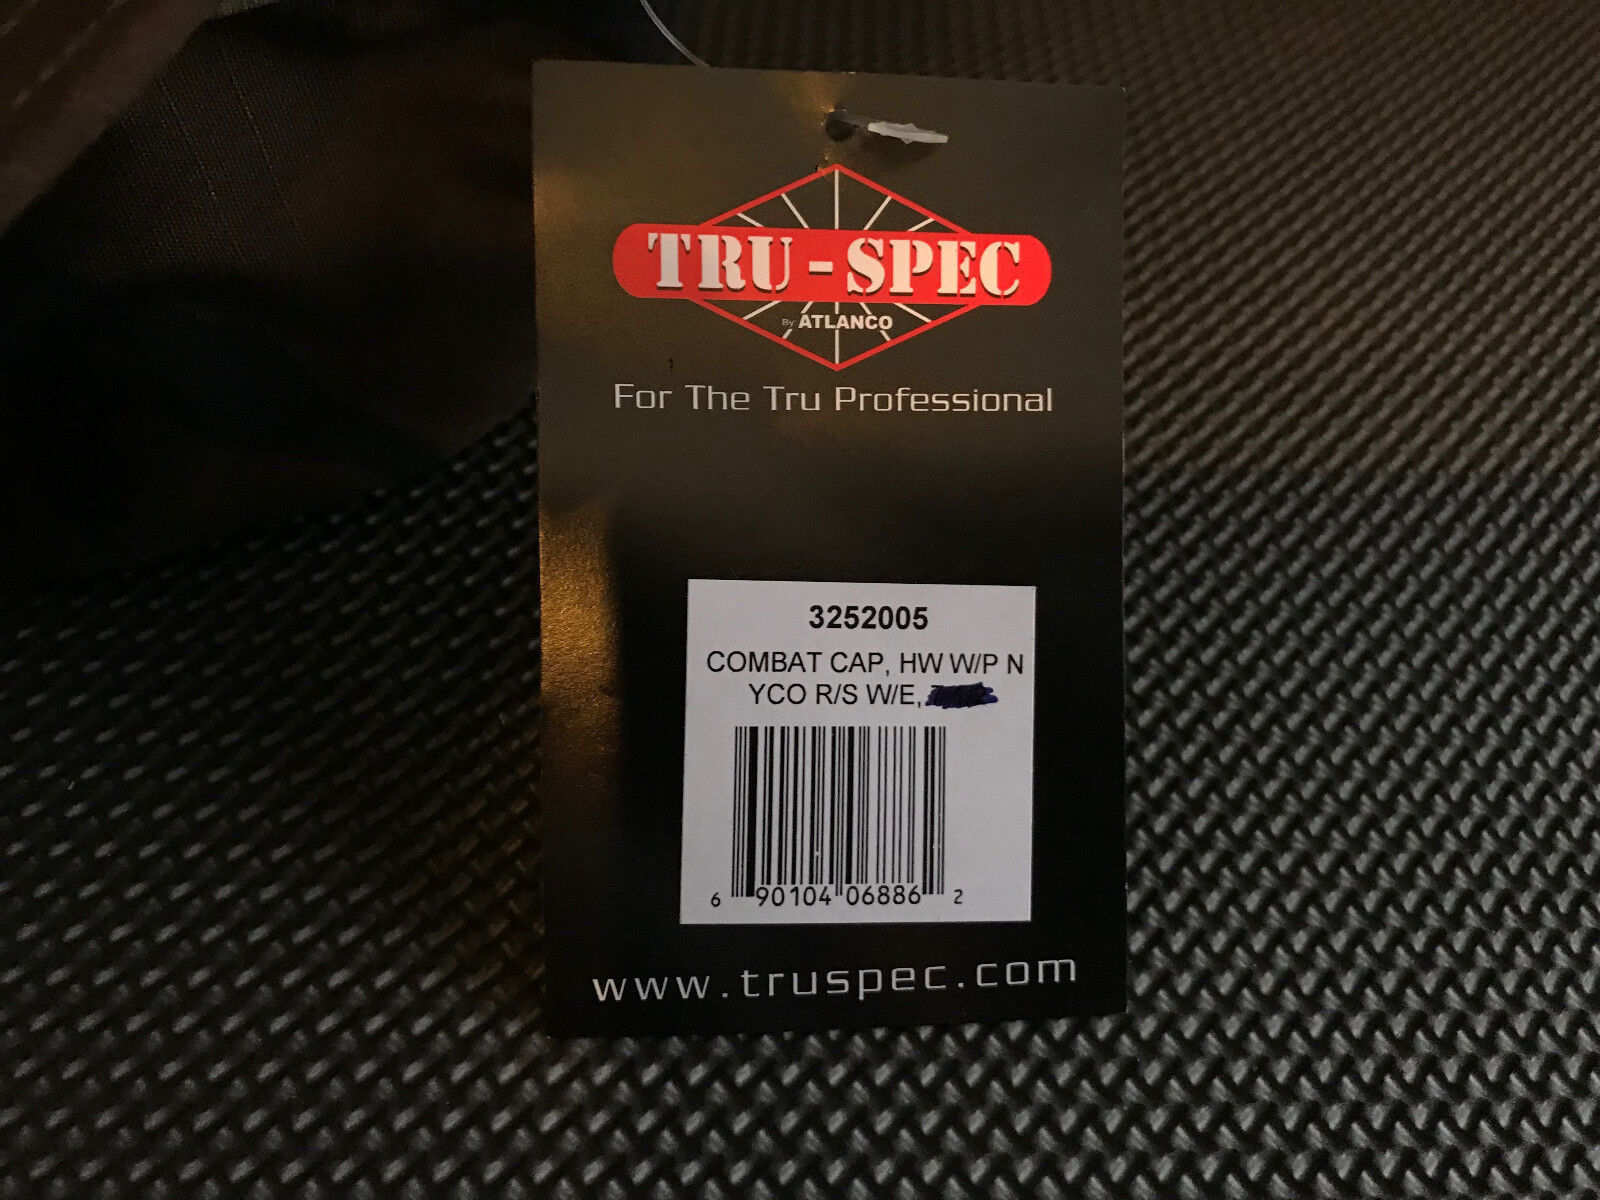 TRU-SPEC
By ATLANCO
For The Tru Professional
3252005
COMBAT CAP, HW W/P N
YCO R/S W/E,
6 90104 06886 2
www.truspec.com